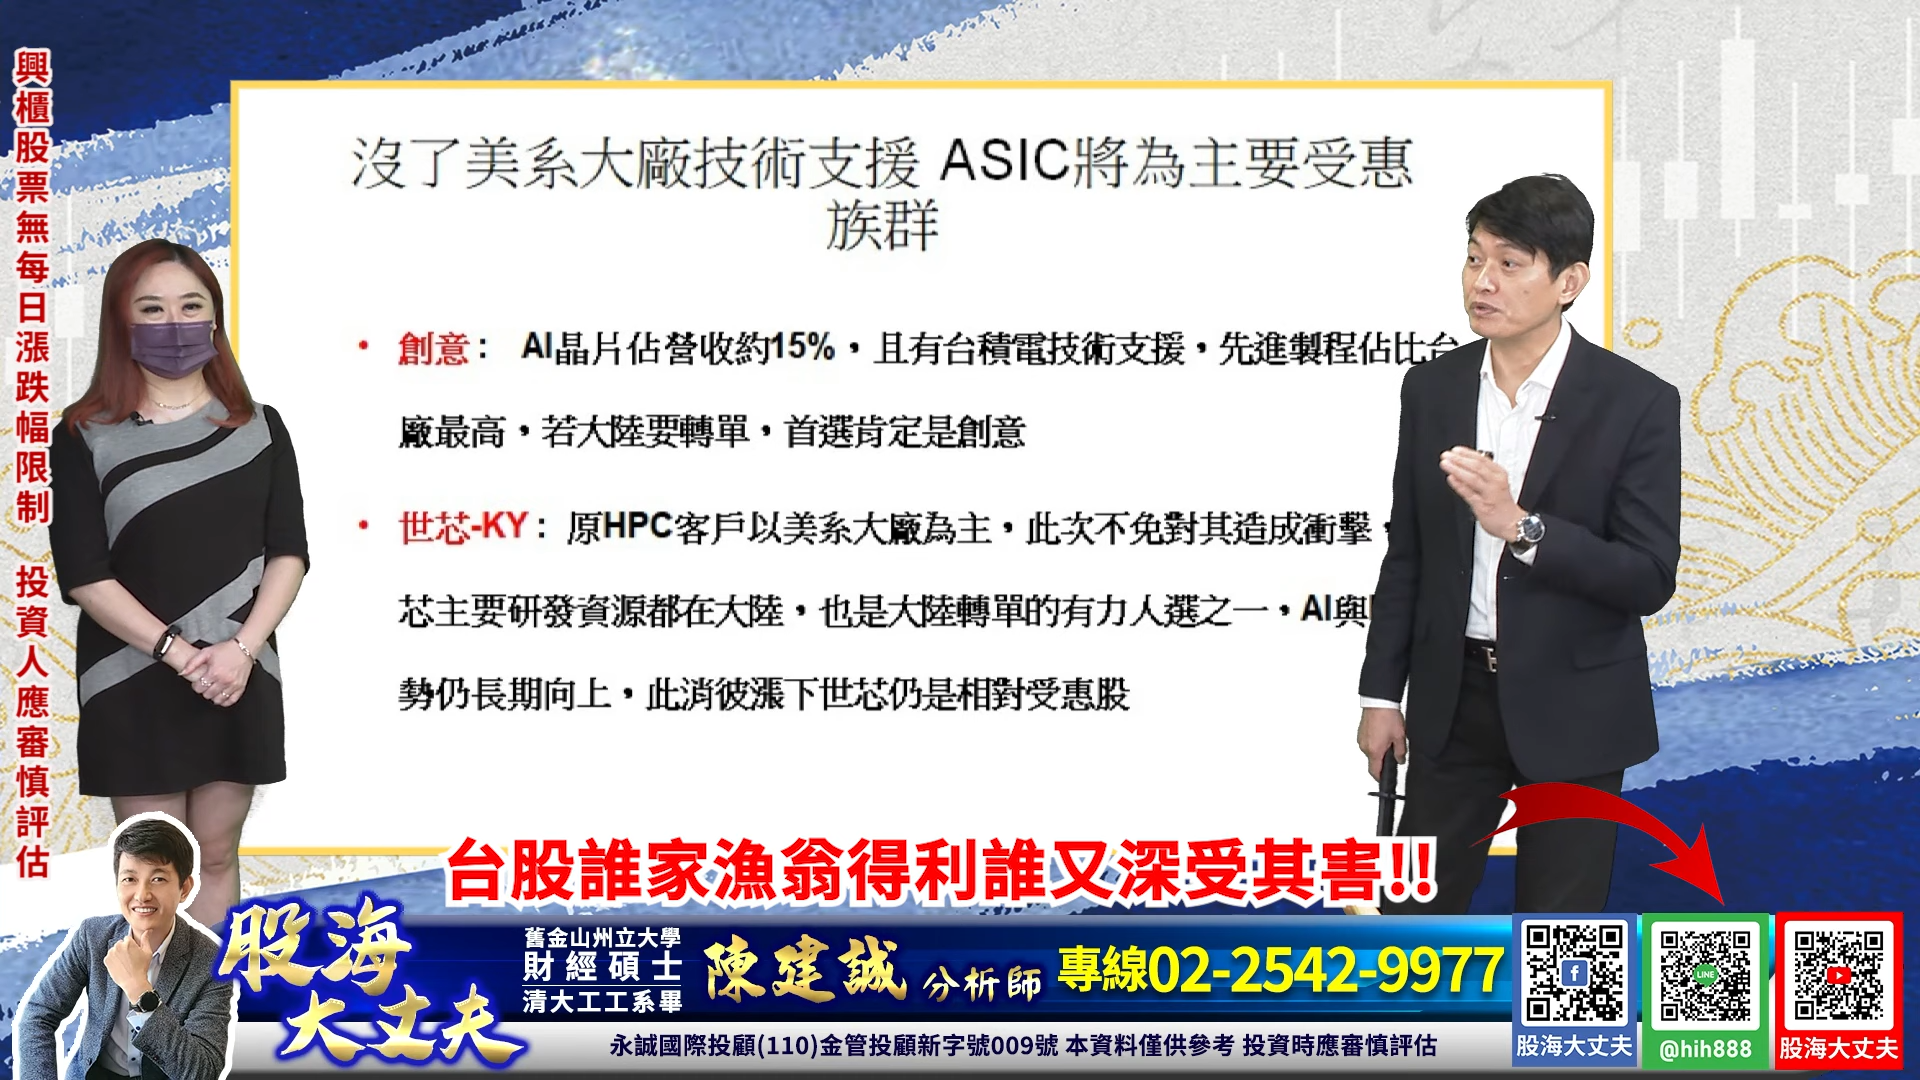 興櫃股票無每日漲跌幅限制 投資人應審慎評估
沒了美系大廠技術支援 ASIC將為主要受惠
族群
• 創意： AI晶片佔營收約15%，且有台積電技術支援，先進製程佔比台
廠最高，若大陸要轉單，首選肯定是創意
• 世芯-KY： 原HPC客戶以美系大廠為主，此次不免對其造成衝擊，
芯主要研發資源都在大陸，也是大陸轉單的有力人選之一，AI與
勢仍長期向上，此消彼漲下世芯仍是相對受惠股
台股誰家漁翁得利誰又深受其害!!
股海
大丈夫
舊金山州立大學
財經碩士
清大工工系畢
陳建誠 分析師
專線02-2542-9977
永誠國際投顧(110)金管投顧新字號009號 本資料僅供參考 投資時應審慎評估
股海大丈夫
LINE
@hih888
股海大丈夫